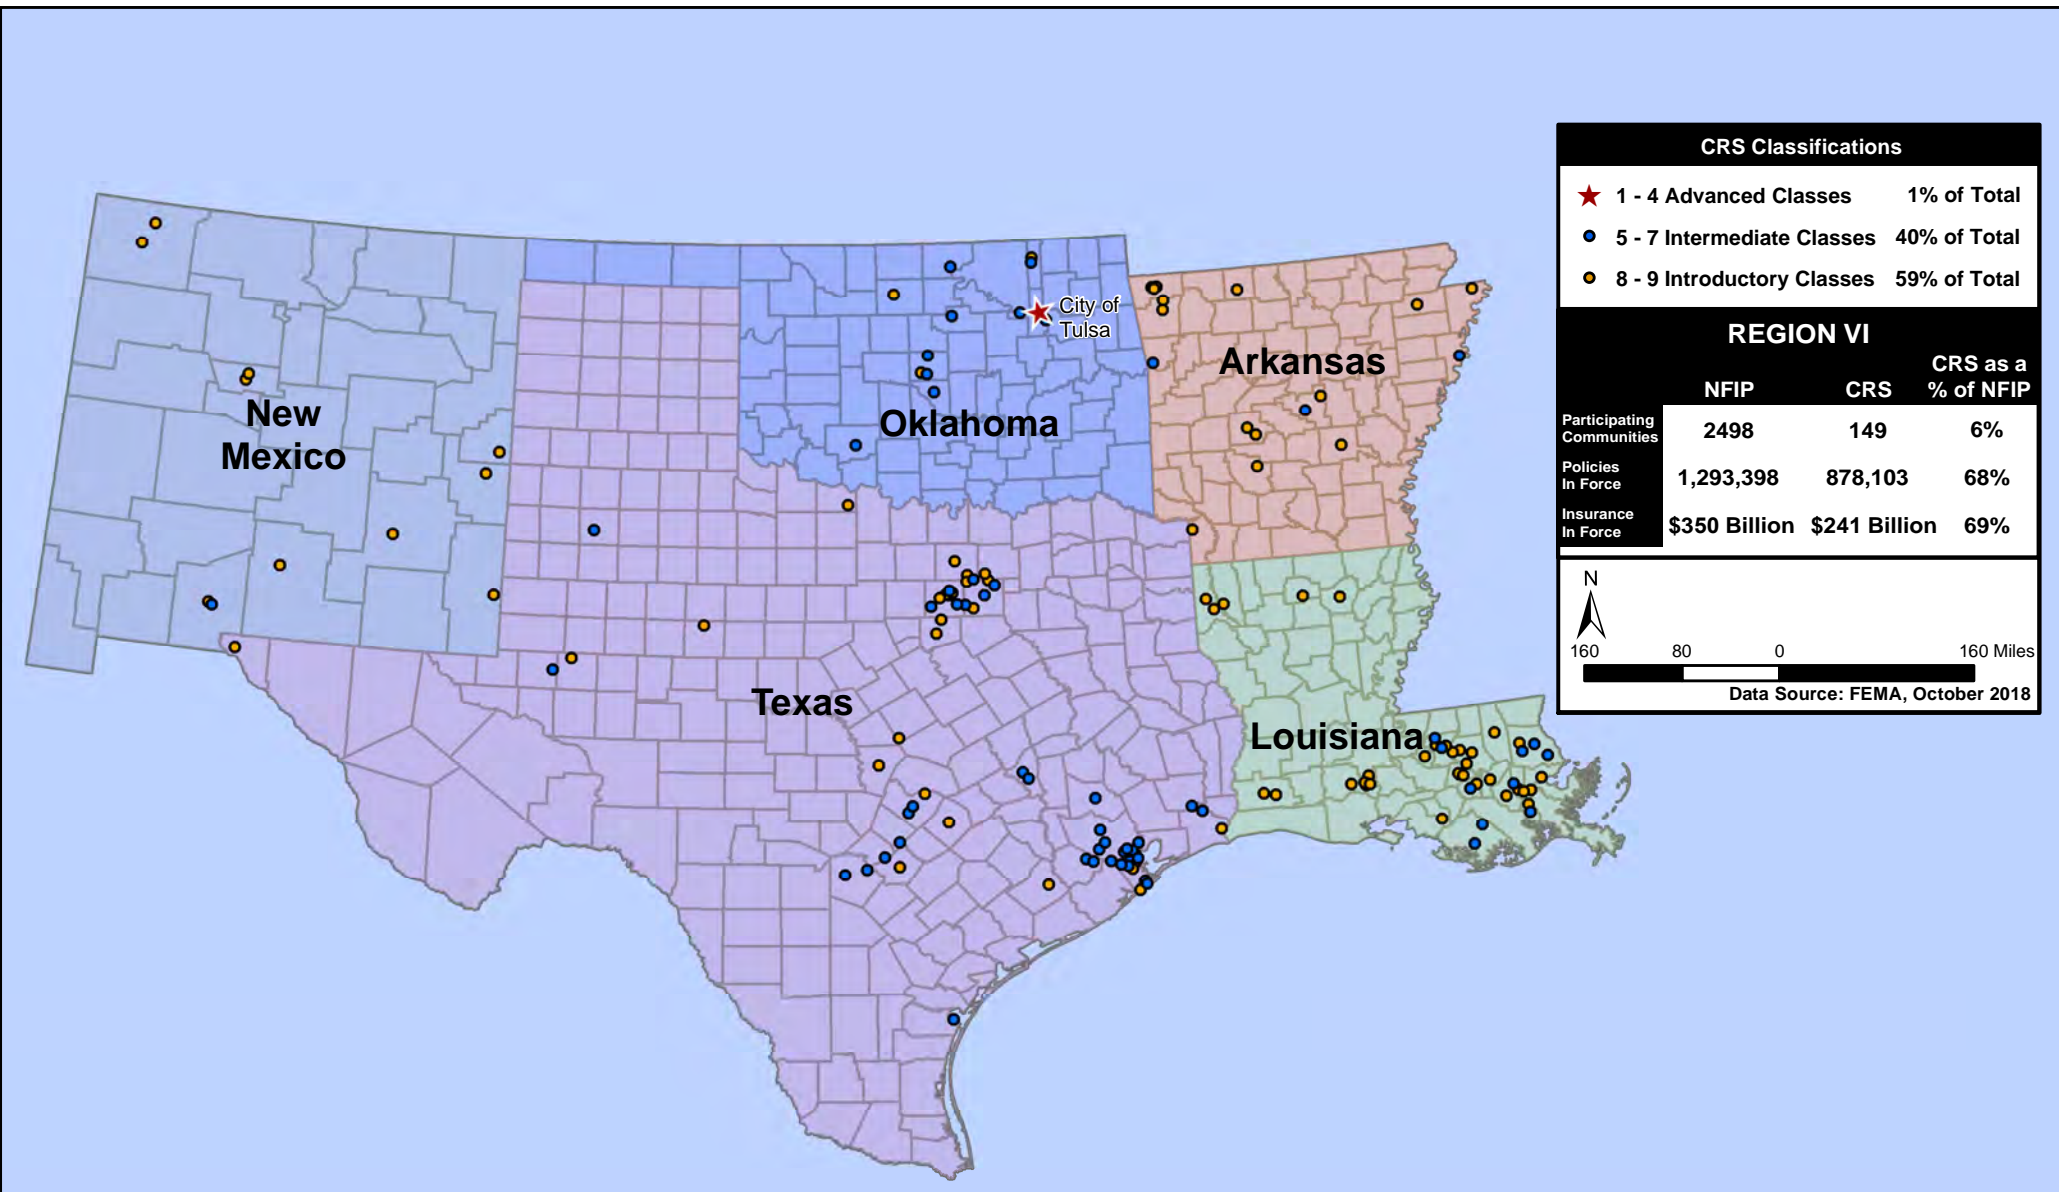 New
Mexico
Oklahoma
City of
Tulsa
Arkansas
Texas
Louisiana
CRS Classifications
1 - 4 Advanced Classes 1% of Total
5 - 7 Intermediate Classes 40% of Total
8 - 9 Introductory Classes 59% of Total
REGION VI
NFIP CRS CRS as a
% of NFIP
Participating
Communities 2498 149 6%
Policies
In Force 1,293,398 878,103 68%
Insurance
In Force $350 Billion $241 Billion 69%
N
160 80 0 160 Miles
Data Source: FEMA, October 2018